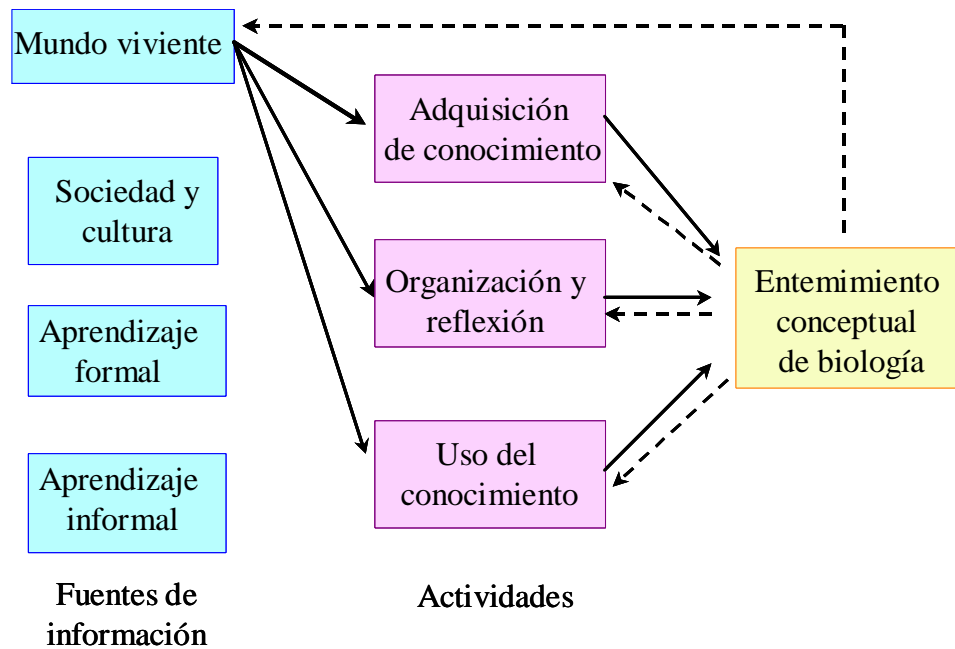 Mundo viviente
Sociedad y
cultura
Aprendizaje
formal
Aprendizaje
informal
Fuentes de
información
Adquisición
de conocimiento
Organización y
reflexión
Uso del
conocimiento
Actividades
Entemimiento
conceptual
de biología